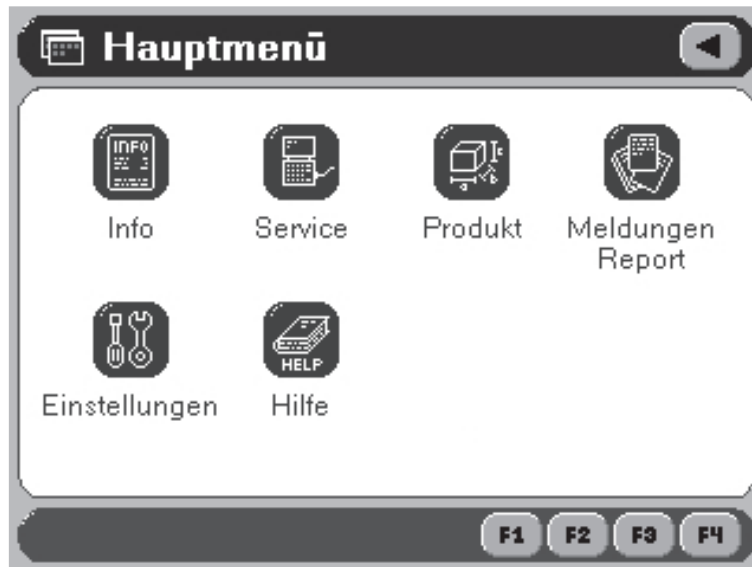 Hauptmenü
INFO
Info
Service
a
b
c
Produkt
Meldungen
Report
Einstellungen
HELP
Hilfe
F1 F2 F3 F4